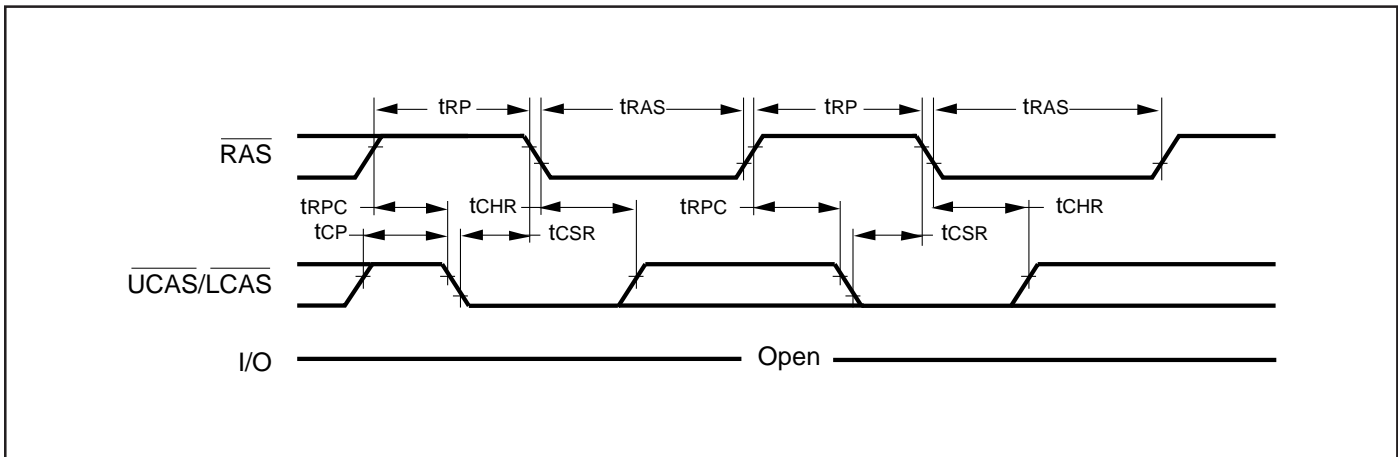 tRP tRAS tRP tRAS
RAS
tRPC tCHR tRPC tCHR
tCP tCSR tCSR
UCAS/LCAS
I/O Open